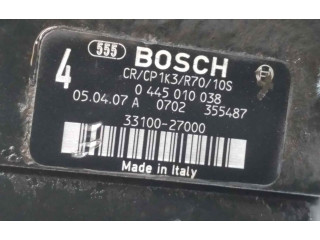 555 BOSCH
4 CR/CP1K3/R70/10S
0 445 010 038
05.04.07 A 0702 355487
33100-27000
Made in Italy